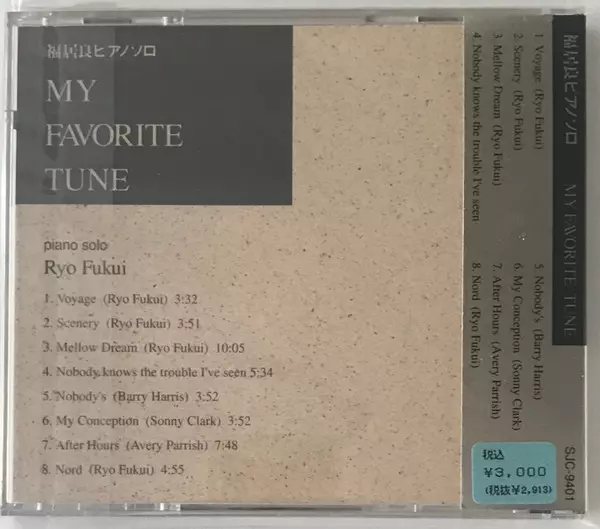 福居良ピアノソロ
MY
FAVORITE
TUNE
piano solo
Ryo Fukui
1. Voyage (Ryo Fukui) 3:32
2. Scenery (Ryo Fukui) 3:51
3. Mellow Dream (Ryo Fukui) 10:05
4. Nobody knows the trouble I've seen 5:34
5. Nobody's (Barry Harris) 3:52
6. My Conception (Sonny Clark) 3:52
7. After Hours (Avery Parrish) 7:48
8. Nord (Ryo Fukui) 4:55
福居良ピアノソロ MY FAVORITE TUNE
1. Voyage (Ryo Fukui)
2. Scenery (Ryo Fukui)
3. Mellow Dream (Ryo Fukui)
4. Nobody knows the trouble I've seen
5. Nobody's (Barry Harris)
6. My Conception (Sonny Clark)
7. After Hours (Avery Parrish)
8. Nord (Ryo Fukui)
SJC-9401
税込
¥3,000
(税抜¥2,913)